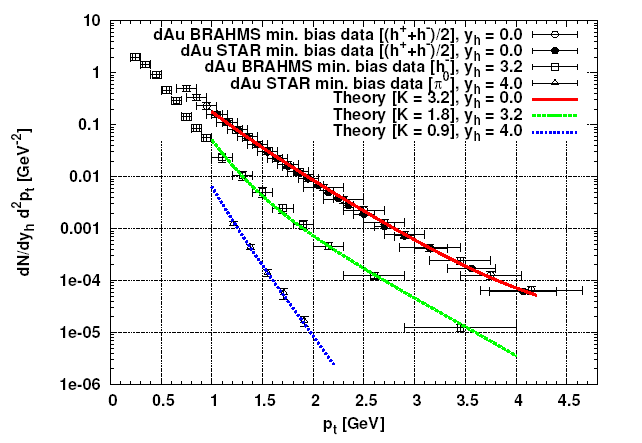 10
1
0.1
0.01
0.001
1e-04
1e-05
1e-06
dN/dy_h d²p_t [GeV⁻²]
dAu BRAHMS min. bias data [(h⁺+h⁻)/2], y_h = 0.0
dAu STAR min. bias data [(h⁺+h⁻)/2], y_h = 0.0
dAu BRAHMS min. bias data [h⁻], y_h = 3.2
dAu STAR min. bias data [π⁰], y_h = 4.0
Theory [K = 3.2], y_h = 0.0
Theory [K = 1.8], y_h = 3.2
Theory [K = 0.9], y_h = 4.0
0 0.5 1 1.5 2 2.5 3 3.5 4 4.5
p_t [GeV]